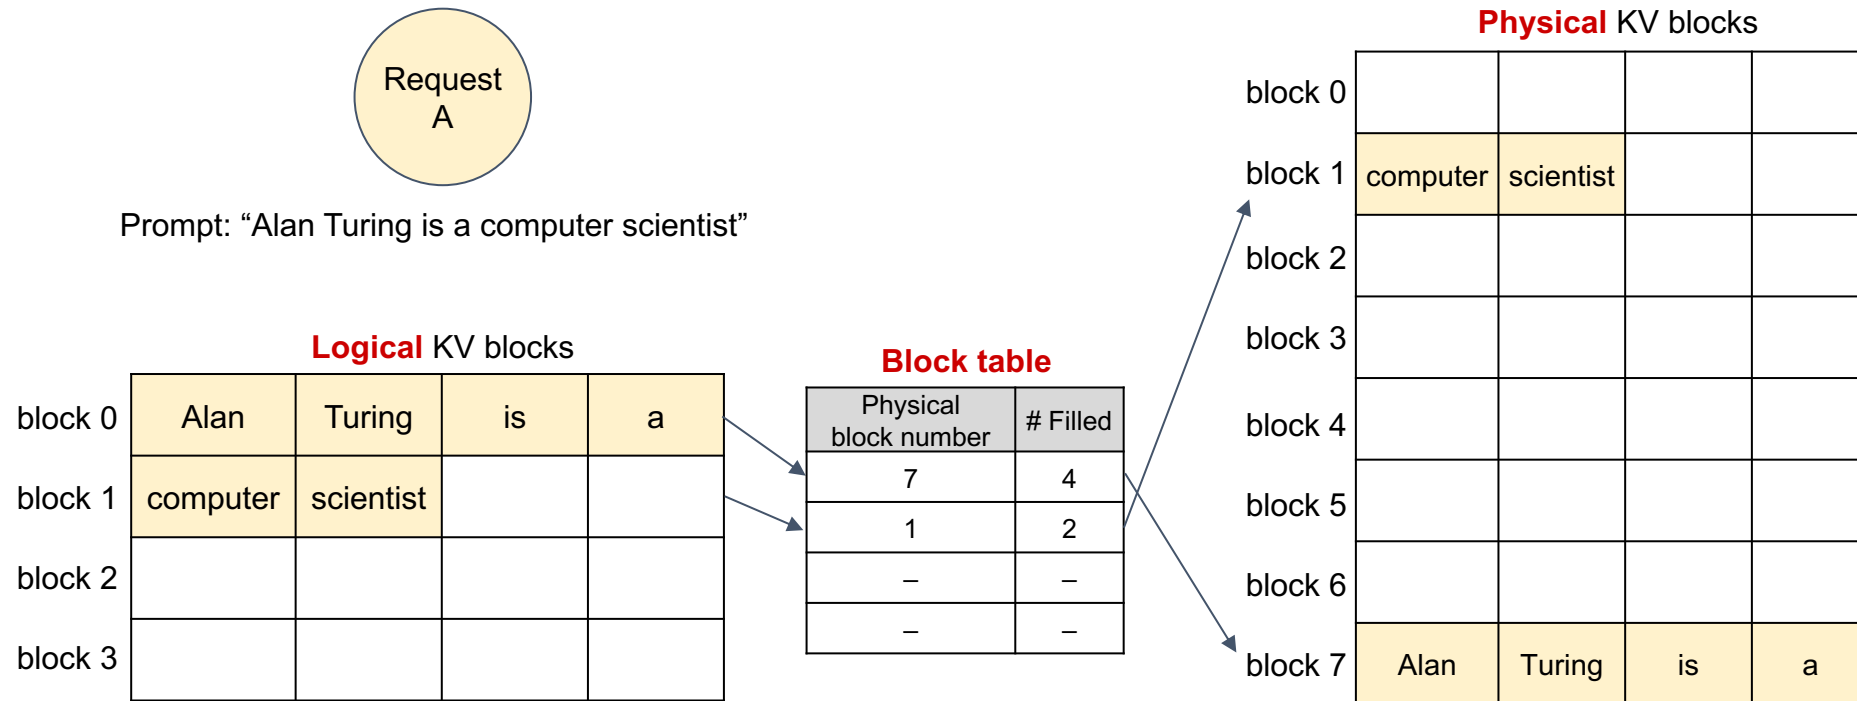 Request
A
Prompt: “Alan Turing is a computer scientist”
Logical KV blocks
block 0 Alan Turing is a
block 1 computer scientist
block 2
block 3
Block table
Physical block number # Filled
7 4
1 2
– –
– –
Physical KV blocks
block 0
block 1 computer scientist
block 2
block 3
block 4
block 5
block 6
block 7 Alan Turing is a